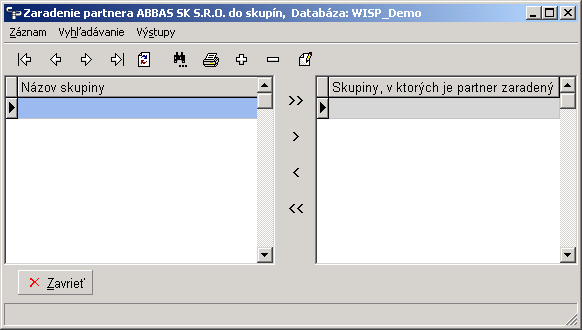 Zaradenie partnera ABBAS SK S.R.O. do skupín, Databáza: WISP_Demo
Záznam Vyhľadávanie Výstupy
Názov skupiny
Skupiny, v ktorých je partner zaradený
>>
>
<
<<
Zavrieť